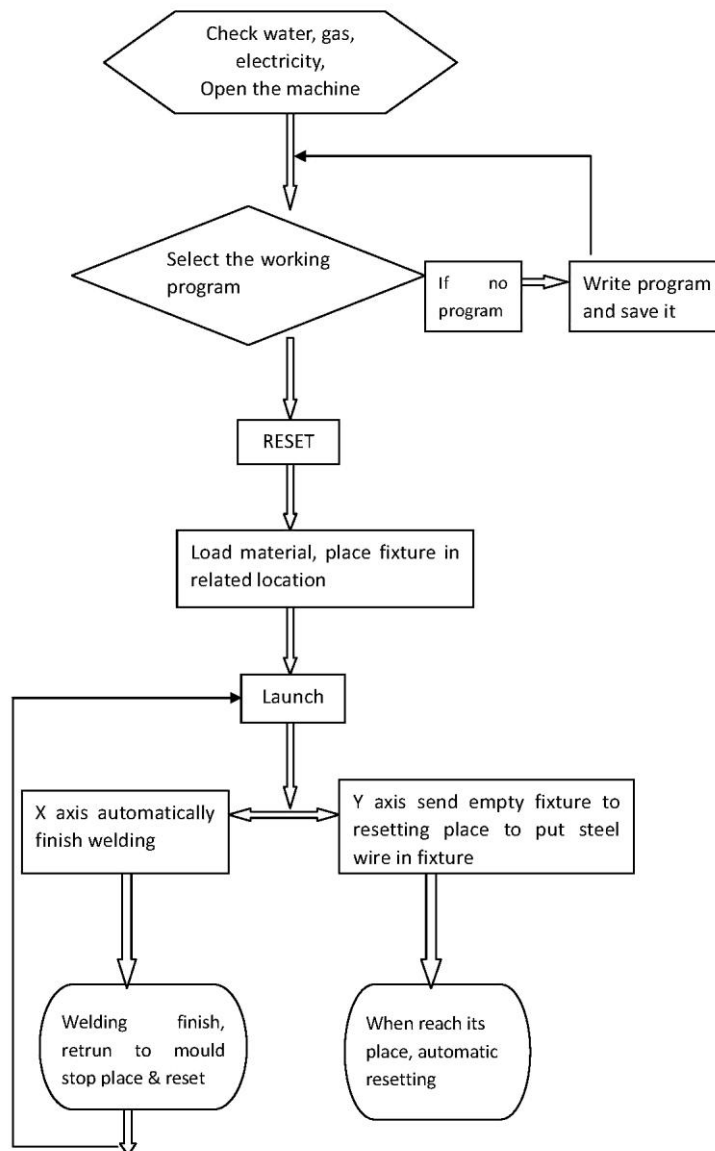 Check water, gas,
electricity,
Open the machine
Select the working
program
If no
program
Write program
and save it
RESET
Load material, place fixture in
related location
Launch
X axis automatically
finish welding
Y axis send empty fixture to
resetting place to put steel
wire in fixture
Welding finish,
retrun to mould
stop place & reset
When reach its
place, automatic
resetting